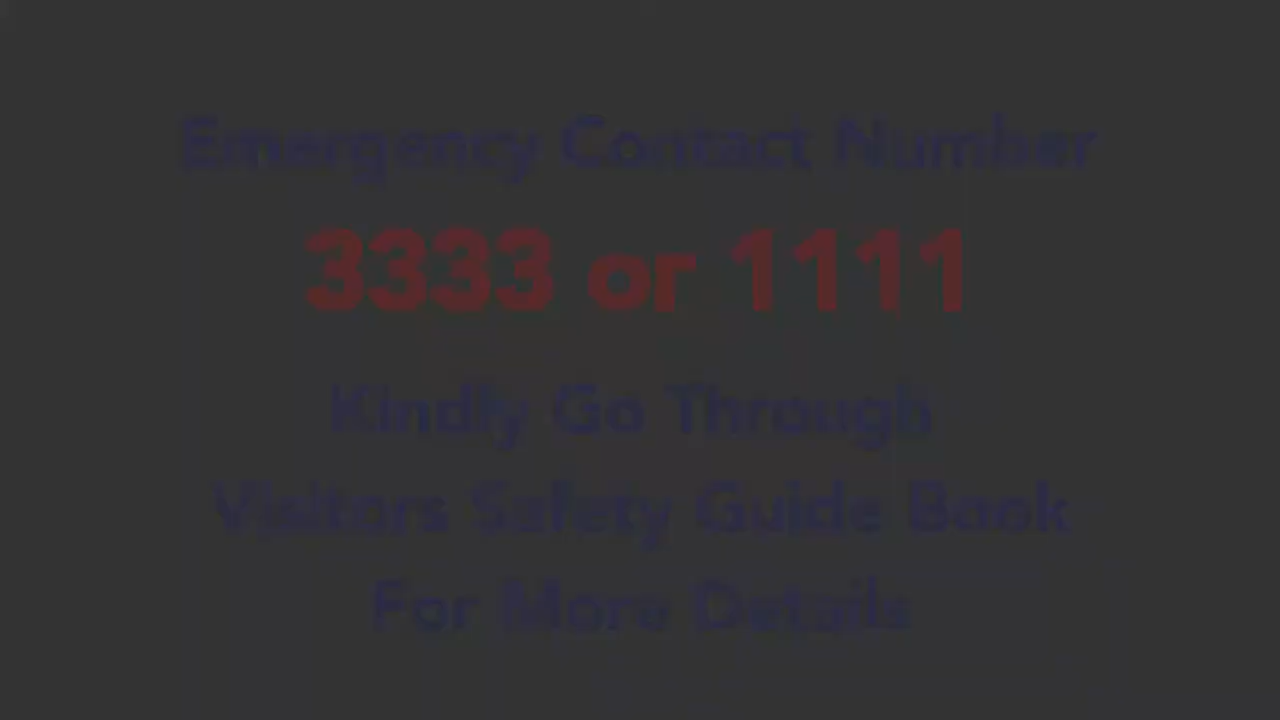 Emergency Contact Number
3333 or 1111
Kindly Go Through
Visitors Safety Guide Book
For More Details